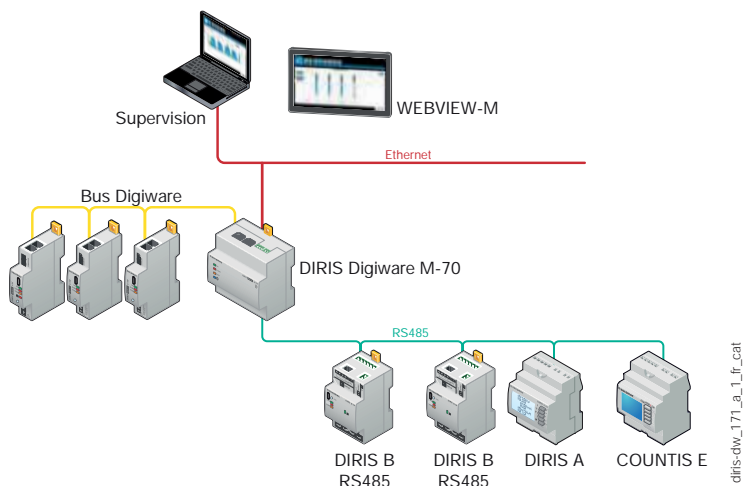 Supervision
WEBVIEW-M
Ethernet
Bus Digiware
DIRIS Digiware M-70
RS485
DIRIS B
RS485
DIRIS B
RS485
DIRIS A
COUNTIS E
diris-dw_171_a_1_fr_cat